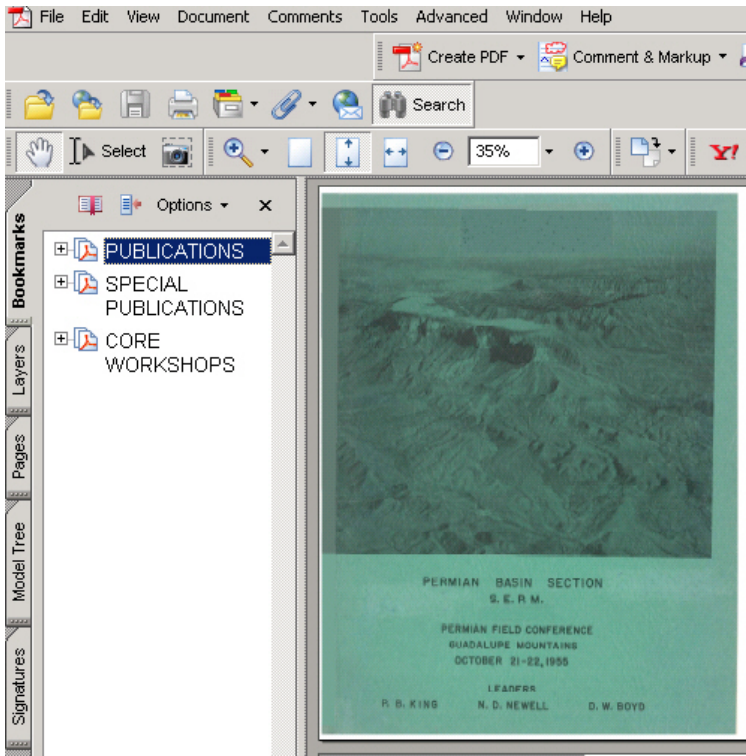 File Edit View Document Comments Tools Advanced Window Help
Create PDF Comment & Markup
Search
Select 35% Y!
Options x
Bookmarks
PUBLICATIONS
SPECIAL
PUBLICATIONS
CORE
WORKSHOPS
Layers
Pages
Model Tree
Signatures
PERMIAN BASIN SECTION
S. E. P. M.
PERMIAN FIELD CONFERENCE
GUADALUPE MOUNTAINS
OCTOBER 21-22, 1955
LEADERS
P. B. KING N. D. NEWELL D. W. BOYD